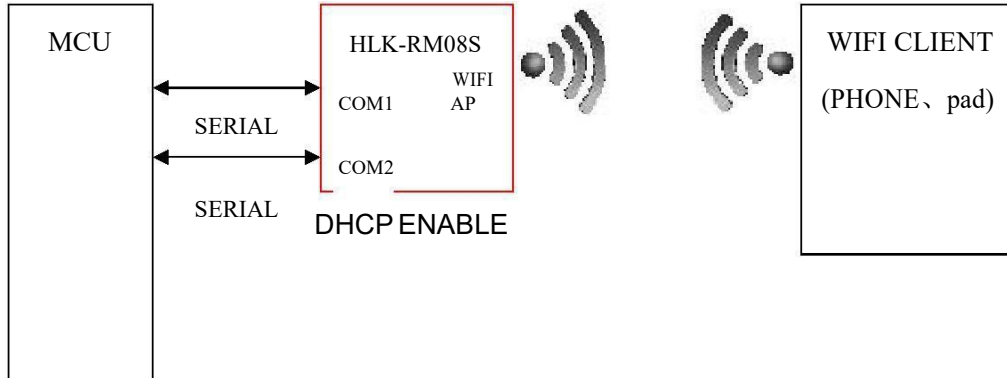 MCU
SERIAL
SERIAL
HLK-RM08S
WIFI
COM1 AP
COM2
DHCP ENABLE
WIFI CLIENT
(PHONE、pad)